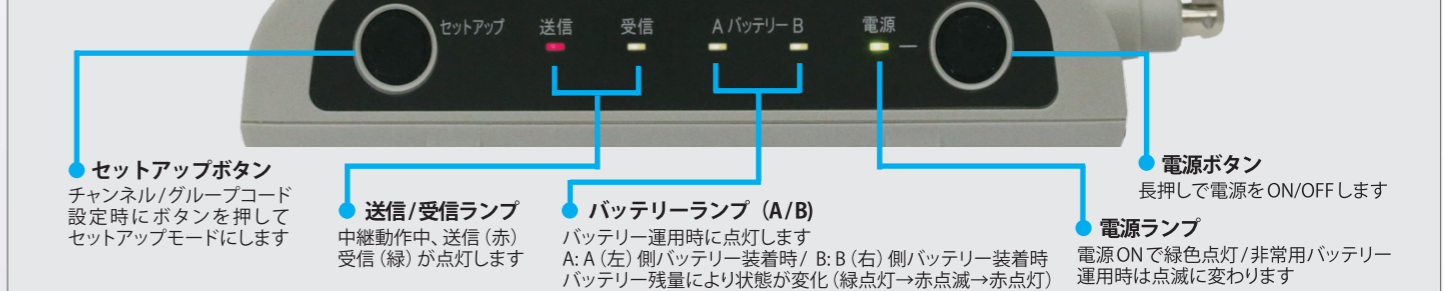 セットアップ 送信 受信 A バッテリー B 電源
セットアップボタン
チャンネル/グループコード
設定時にボタンを押して
セットアップモードにします
送信/受信ランプ
中継動作中、送信(赤)
受信(緑)が点灯します
バッテリーランプ(A/B)
バッテリー運用時に点灯します
A:A(左)側バッテリー装着時/ B:B(右)側バッテリー装着時
バッテリー残量により状態が変化(緑点灯→赤点滅→赤点灯)
電源ランプ
電源ONで緑色点灯/非常用バッテリー
運用時は点滅に変わります
電源ボタン
長押しで電源をON/OFFします